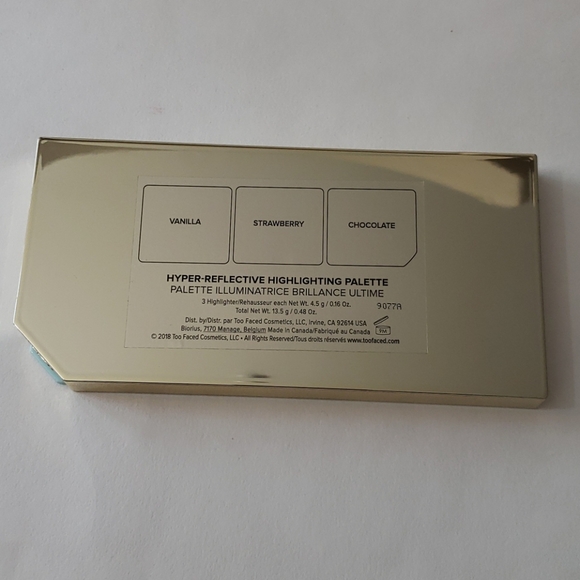 VANILLA STRAWBERRY CHOCOLATE
HYPER-REFLECTIVE HIGHLIGHTING PALETTE
PALETTE ILLUMINATRICE BRILLANCE ULTIME
3 Highlighter/Rehausseur each Net Wt. 4.5 g / 0.16 Oz.
Total Net Wt. 13.5 g / 0.48 Oz.
9077A
Dist. by/Distr. par Too Faced Cosmetics, LLC, Irvine, CA 92614 USA
Biorius, 7170 Manage, Belgium Made in Canada/Fabriqué au Canada
© 2018 Too Faced Cosmetics, LLC • All Rights Reserved/Tous droits réservés www.toofaced.com